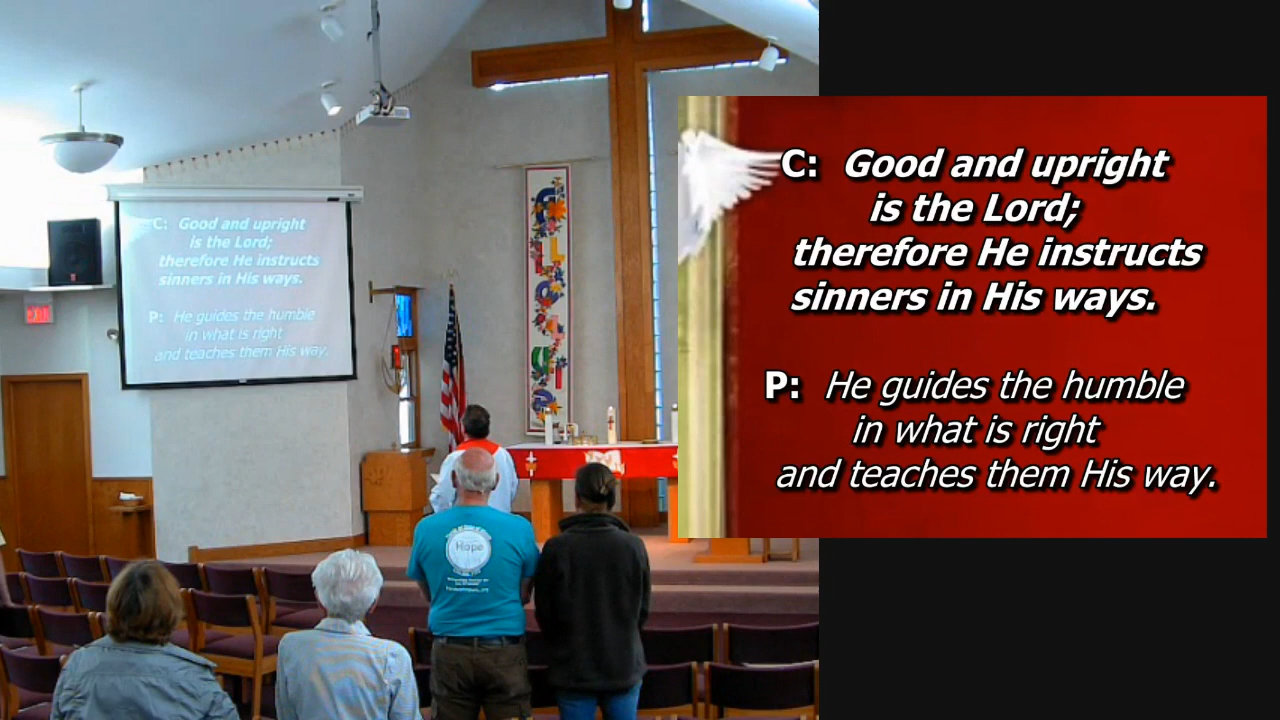 C: Good and upright
is the Lord;
therefore He instructs
sinners in His ways.
P: He guides the humble
in what is right
and teaches them His way.
C: Good and upright
is the Lord;
therefore He instructs
sinners in His ways.
P: He guides the humble
in what is right
and teaches them His way.
EXIT
Hope